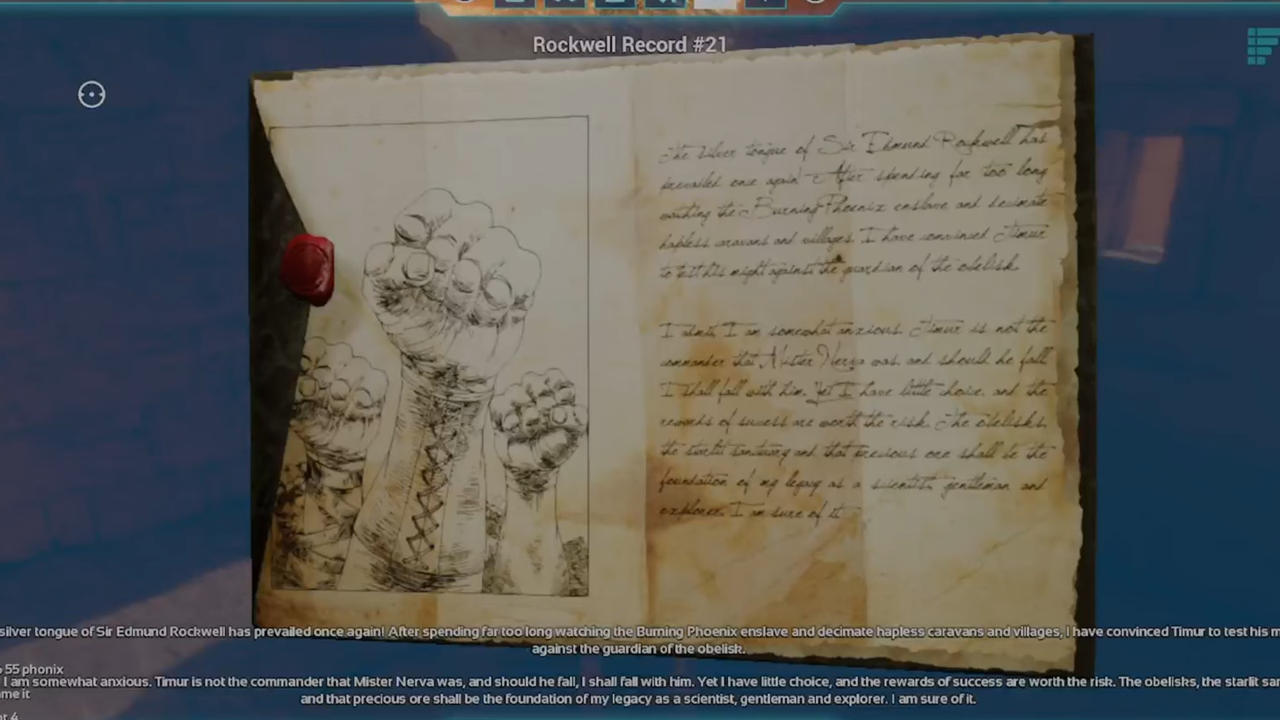 Rockwell Record #21
The silver tongue of Sir Edmund Rockwell has
prevailed once again! After spending far too long
watching the Burning Phoenix enslave and decimate
hapless caravans and villages, I have convinced Timur
to test his might against the guardian of the obelisk.
I admit, I am somewhat anxious. Timur is not the
commander that Mister Nerva was, and should he fall,
I shall fall with him. Yet I have little choice, and the
rewards of success are worth the risk. The obelisks,
the starlit sanctuary and that precious ore shall be the
foundation of my legacy as a scientist, gentleman and
explorer. I am sure of it.
silver tongue of Sir Edmund Rockwell has prevailed once again! After spending far too long watching the Burning Phoenix enslave and decimate hapless caravans and villages, I have convinced Timur to test his m
against the guardian of the obelisk.
55 phonix
I am somewhat anxious. Timur is not the commander that Mister Nerva was, and should he fall, I shall fall with him. Yet I have little choice, and the rewards of success are worth the risk. The obelisks, the starlit san
me it
and that precious ore shall be the foundation of my legacy as a scientist, gentleman and explorer. I am sure of it.